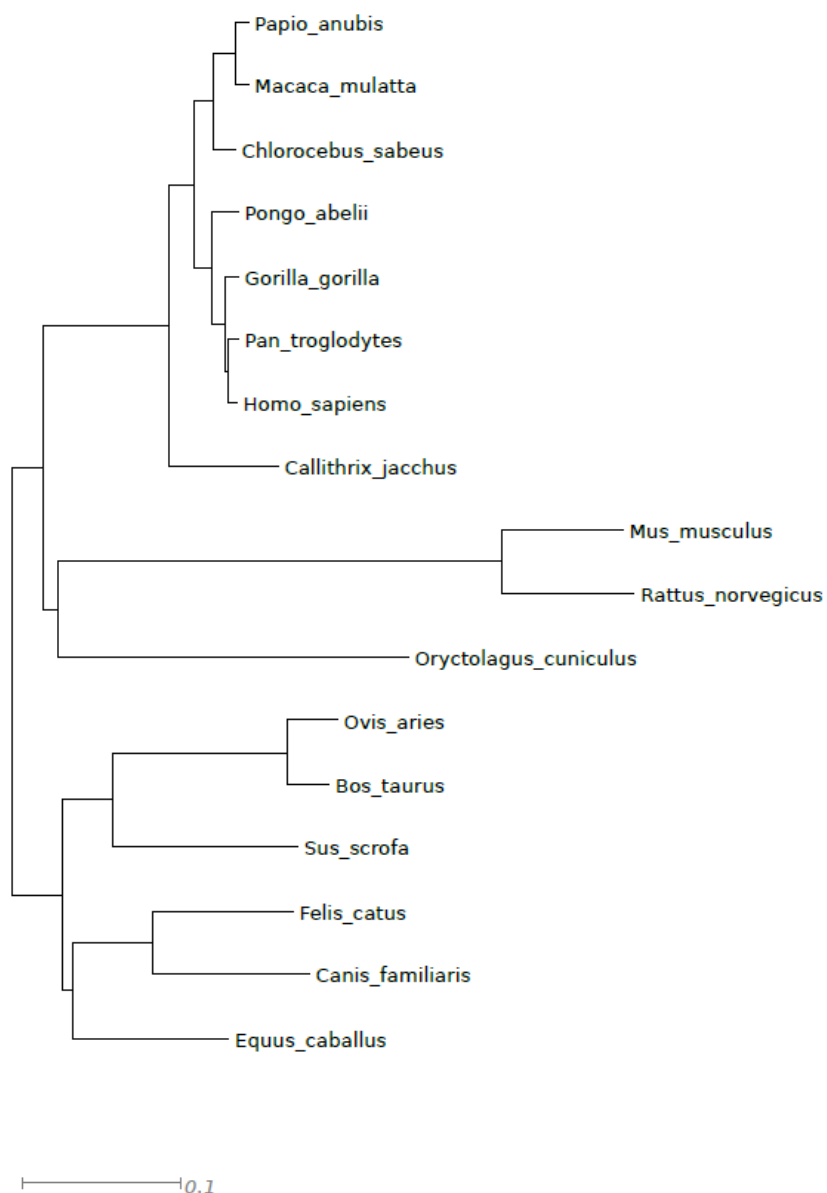 Papio_anubis
Macaca_mulatta
Chlorocebus_sabeus
Pongo_abelii
Gorilla_gorilla
Pan_troglodytes
Homo_sapiens
Callithrix_jacchus
Mus_musculus
Rattus_norvegicus
Oryctolagus_cuniculus
Ovis_aries
Bos_taurus
Sus_scrofa
Felis_catus
Canis_familiaris
Equus_caballus
0.1